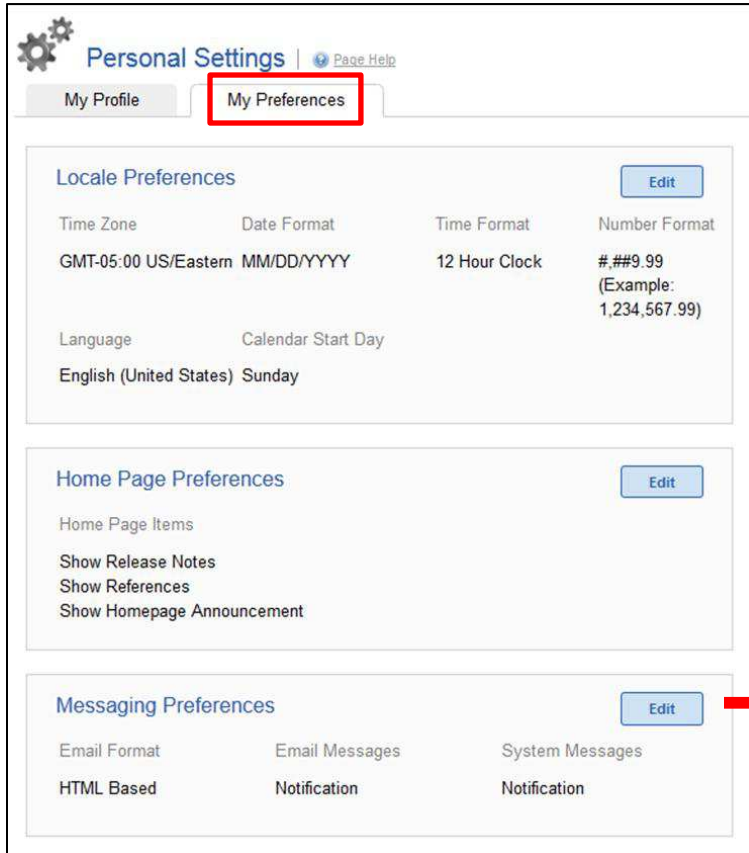 Personal Settings | Page Help
My Profile My Preferences
Locale Preferences Edit
Time Zone Date Format Time Format Number Format
GMT-05:00 US/Eastern MM/DD/YYYY 12 Hour Clock #,##9.99
(Example:
1,234,567.99)
Language Calendar Start Day
English (United States) Sunday
Home Page Preferences Edit
Home Page Items
Show Release Notes
Show References
Show Homepage Announcement
Messaging Preferences Edit
Email Format Email Messages System Messages
HTML Based Notification Notification